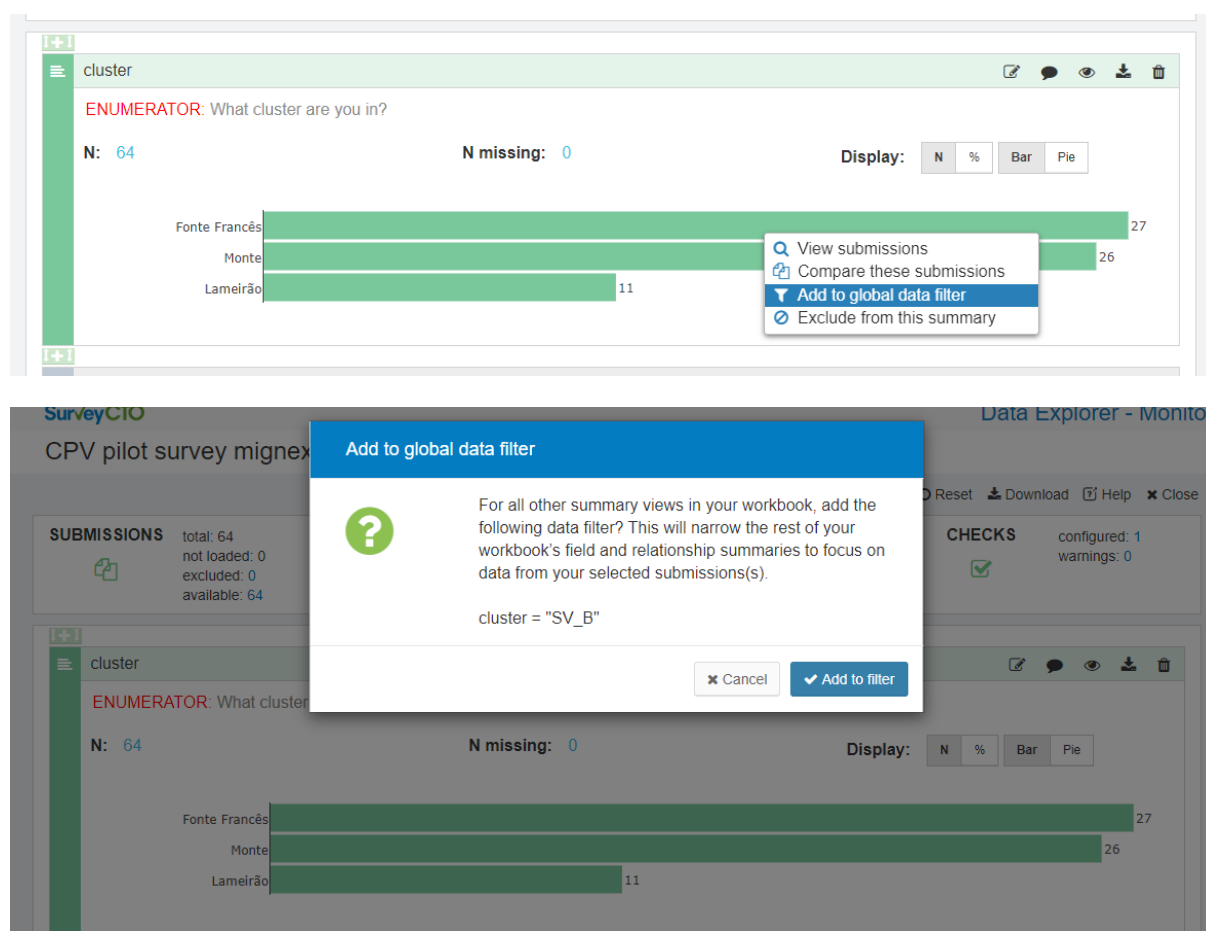 [+]
cluster
ENUMERATOR: What cluster are you in?
N: 64 N missing: 0 Display: N % Bar Pie
Fonte Francês 27
Monte 26
Lameirão 11
View submissions
Compare these submissions
Add to global data filter
Exclude from this summary
[+]
SurveyCTO Data Explorer - Monito
CPV pilot survey mignex
Add to global data filter
For all other summary views in your workbook, add the
following data filter? This will narrow the rest of your
workbook's field and relationship summaries to focus on
data from your selected submissions(s).
cluster = "SV_B"
Cancel Add to filter
Reset Download Help Close
SUBMISSIONS total: 64
not loaded: 0
excluded: 0
available: 64
CHECKS configured: 1
warnings: 0
[+]
cluster
ENUMERATOR: What cluster
N: 64 N missing: 0 Display: N % Bar Pie
Fonte Francês 27
Monte 26
Lameirão 11